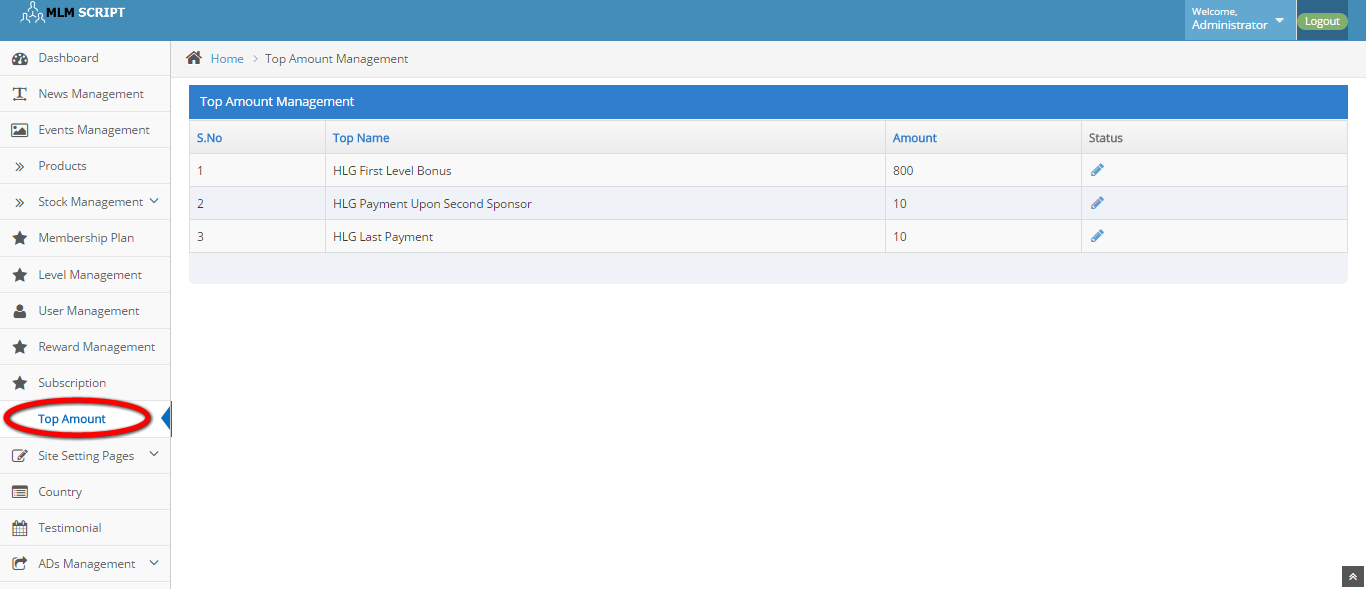 MLM SCRIPT
Welcome,
Administrator
Logout
Dashboard
News Management
Events Management
Products
Stock Management
Membership Plan
Level Management
User Management
Reward Management
Subscription
Top Amount
Site Setting Pages
Country
Testimonial
ADs Management
Home > Top Amount Management
Top Amount Management
S.No Top Name Amount Status
1 HLG First Level Bonus 800
2 HLG Payment Upon Second Sponsor 10
3 HLG Last Payment 10